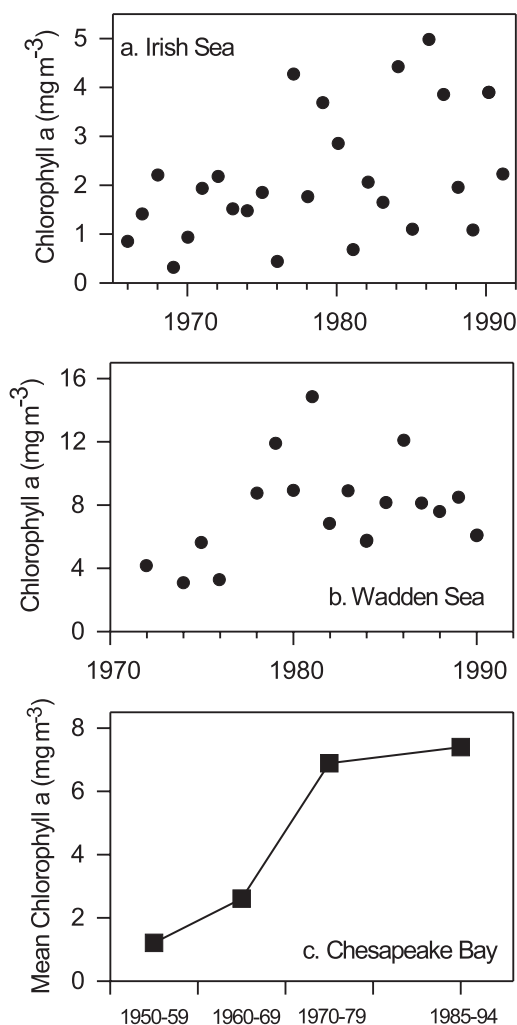 a. Irish Sea
Chlorophyll a (mg m-3)
5
4
3
2
1
0
1970 1980 1990
Chlorophyll a (mg m-3)
16
12
8
4
0
b. Wadden Sea
1970 1980 1990
Mean Chlorophyll a (mg m-3)
8
6
4
2
0
c. Chesapeake Bay
1950-59 1960-69 1970-79 1985-94